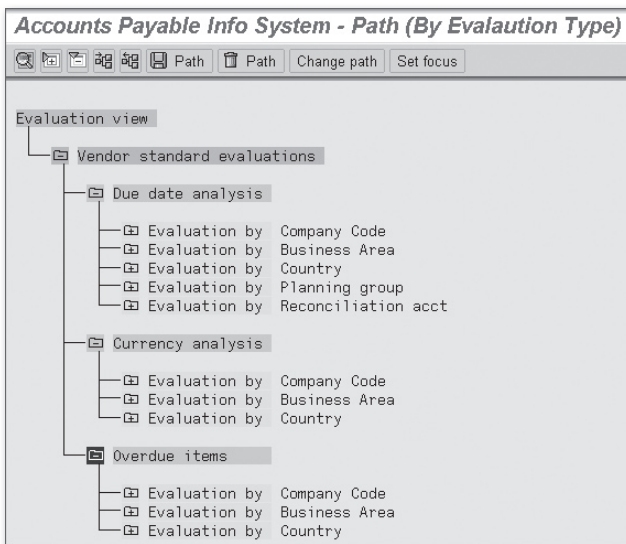 Accounts Payable Info System - Path (By Evalaution Type)
Path Path Change path Set focus
Evaluation view
Vendor standard evaluations
Due date analysis
Evaluation by Company Code
Evaluation by Business Area
Evaluation by Country
Evaluation by Planning group
Evaluation by Reconciliation acct
Currency analysis
Evaluation by Company Code
Evaluation by Business Area
Evaluation by Country
Overdue items
Evaluation by Company Code
Evaluation by Business Area
Evaluation by Country